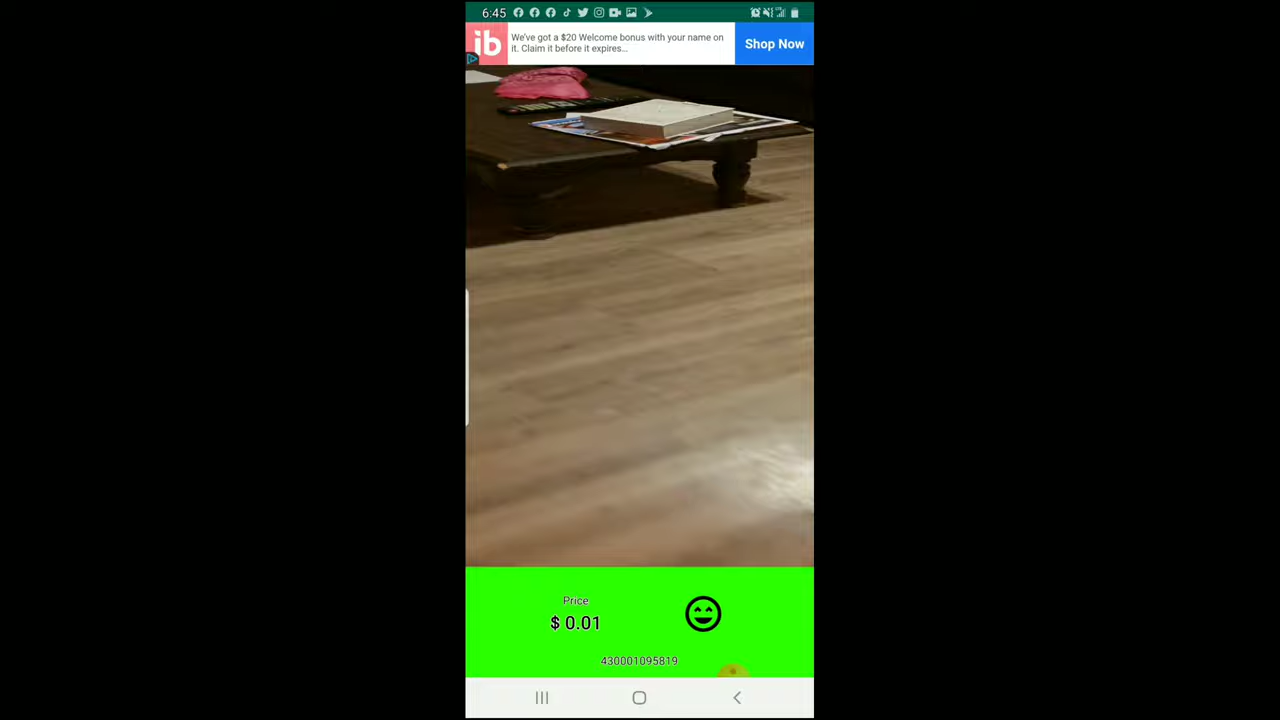 6:45
ib
We've got a $20 Welcome bonus with your name on
it. Claim it before it expires...
Shop Now
Price
$ 0.01
430001095819